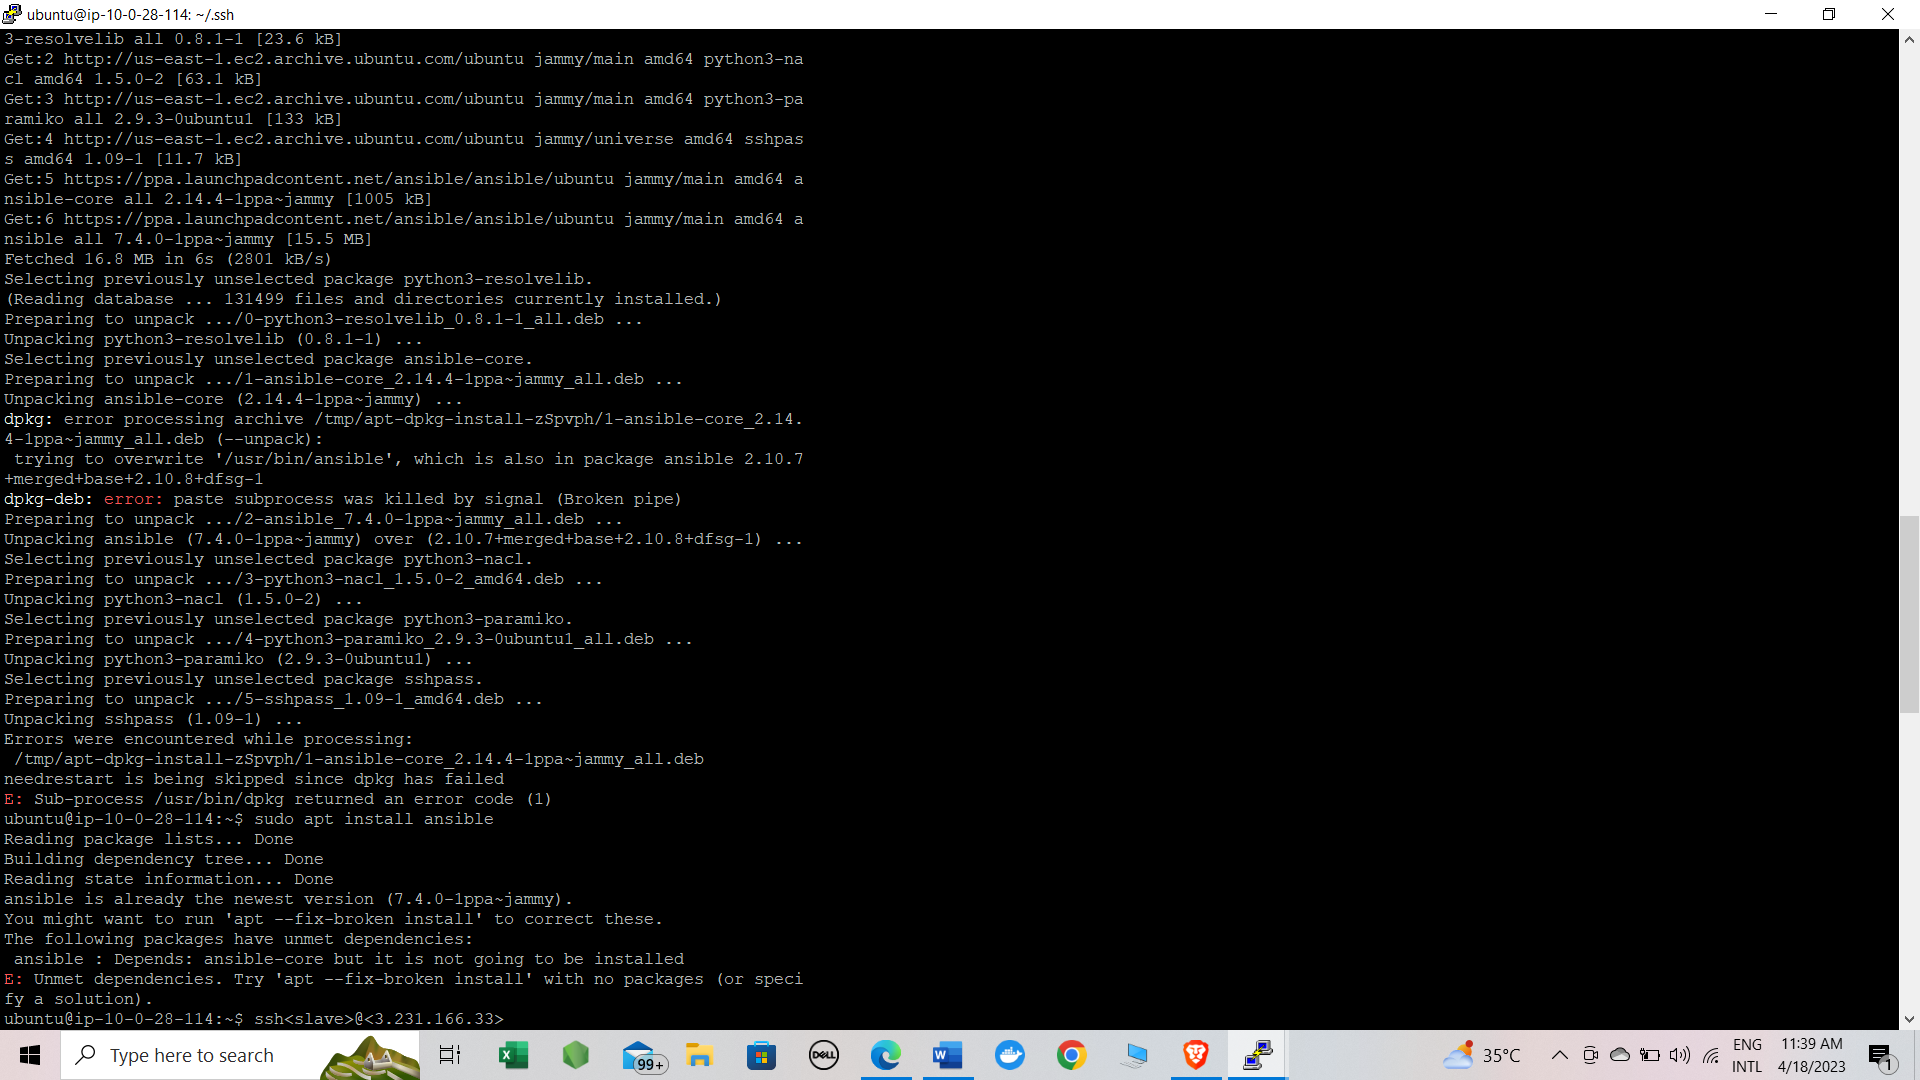 ubuntu@ip-10-0-28-114: ~/.ssh
3-resolvelib all 0.8.1-1 [23.6 kB]
Get:2 http://us-east-1.ec2.archive.ubuntu.com/ubuntu jammy/main amd64 python3-na
cl amd64 1.5.0-2 [63.1 kB]
Get:3 http://us-east-1.ec2.archive.ubuntu.com/ubuntu jammy/main amd64 python3-pa
ramiko all 2.9.3-0ubuntu1 [133 kB]
Get:4 http://us-east-1.ec2.archive.ubuntu.com/ubuntu jammy/universe amd64 sshpas
s amd64 1.09-1 [11.7 kB]
Get:5 https://ppa.launchpadcontent.net/ansible/ansible/ubuntu jammy/main amd64 a
nsible-core all 2.14.4-1ppa~jammy [1005 kB]
Get:6 https://ppa.launchpadcontent.net/ansible/ansible/ubuntu jammy/main amd64 a
nsible all 7.4.0-1ppa~jammy [15.5 MB]
Fetched 16.8 MB in 6s (2801 kB/s)
Selecting previously unselected package python3-resolvelib.
(Reading database ... 131499 files and directories currently installed.)
Preparing to unpack .../0-python3-resolvelib_0.8.1-1_all.deb ...
Unpacking python3-resolvelib (0.8.1-1) ...
Selecting previously unselected package ansible-core.
Preparing to unpack .../1-ansible-core_2.14.4-1ppa~jammy_all.deb ...
Unpacking ansible-core (2.14.4-1ppa~jammy) ...
dpkg: error processing archive /tmp/apt-dpkg-install-zSpvph/1-ansible-core_2.14.
4-1ppa~jammy_all.deb (--unpack):
 trying to overwrite '/usr/bin/ansible', which is also in package ansible 2.10.7
+merged+base+2.10.8+dfsg-1
dpkg-deb: error: paste subprocess was killed by signal (Broken pipe)
Preparing to unpack .../2-ansible_7.4.0-1ppa~jammy_all.deb ...
Unpacking ansible (7.4.0-1ppa~jammy) over (2.10.7+merged+base+2.10.8+dfsg-1) ...
Selecting previously unselected package python3-nacl.
Preparing to unpack .../3-python3-nacl_1.5.0-2_amd64.deb ...
Unpacking python3-nacl (1.5.0-2) ...
Selecting previously unselected package python3-paramiko.
Preparing to unpack .../4-python3-paramiko_2.9.3-0ubuntu1_all.deb ...
Unpacking python3-paramiko (2.9.3-0ubuntu1) ...
Selecting previously unselected package sshpass.
Preparing to unpack .../5-sshpass_1.09-1_amd64.deb ...
Unpacking sshpass (1.09-1) ...
Errors were encountered while processing:
 /tmp/apt-dpkg-install-zSpvph/1-ansible-core_2.14.4-1ppa~jammy_all.deb
needrestart is being skipped since dpkg has failed
E: Sub-process /usr/bin/dpkg returned an error code (1)
ubuntu@ip-10-0-28-114:~$ sudo apt install ansible
Reading package lists... Done
Building dependency tree... Done
Reading state information... Done
ansible is already the newest version (7.4.0-1ppa~jammy).
You might want to run 'apt --fix-broken install' to correct these.
The following packages have unmet dependencies:
 ansible : Depends: ansible-core but it is not going to be installed
E: Unmet dependencies. Try 'apt --fix-broken install' with no packages (or speci
fy a solution).
ubuntu@ip-10-0-28-114:~$ ssh<slave>@<3.231.166.33>
Type here to search
99+
DELL
35°C
ENG
INTL
11:39 AM
4/18/2023
1